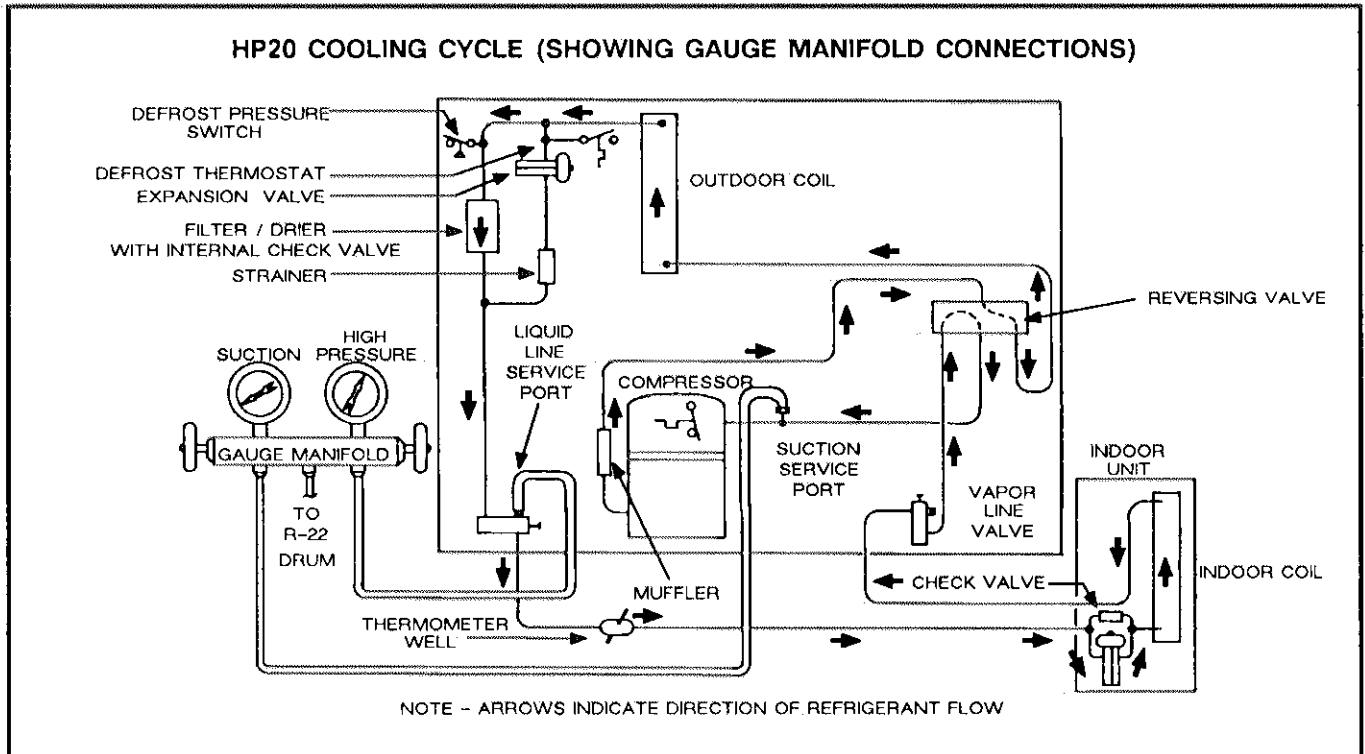 HP20 COOLING CYCLE (SHOWING GAUGE MANIFOLD CONNECTIONS)
DEFROST PRESSURE
SWITCH
DEFROST THERMOSTAT
EXPANSION VALVE
FILTER / DRIER
WITH INTERNAL CHECK VALVE
STRAINER
OUTDOOR COIL
REVERSING VALVE
SUCTION
HIGH
PRESSURE
LIQUID
LINE
SERVICE
PORT
COMPRESSOR
GAUGE MANIFOLD
TO
R-22
DRUM
SUCTION
SERVICE
PORT
VAPOR
LINE
VALVE
INDOOR
UNIT
MUFFLER
CHECK VALVE
INDOOR COIL
THERMOMETER
WELL
NOTE - ARROWS INDICATE DIRECTION OF REFRIGERANT FLOW